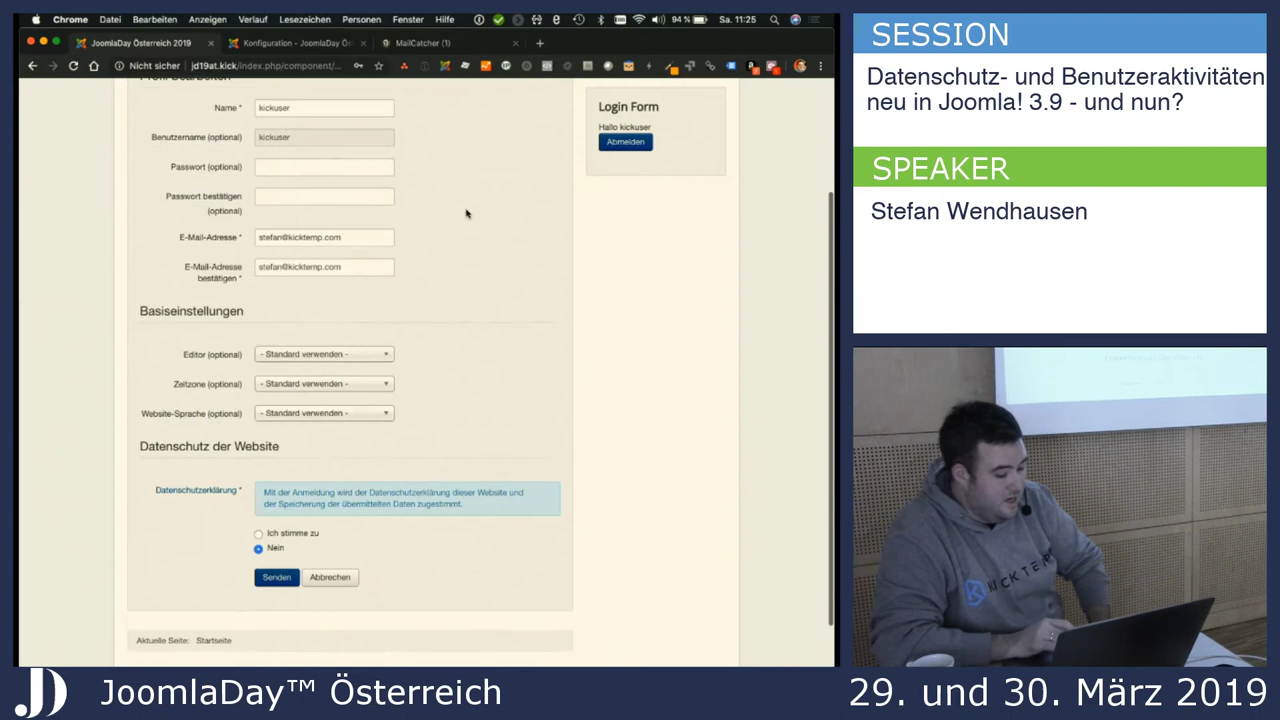 Chrome Datei Bearbeiten Anzeigen Verlauf Lesezeichen Personen Fenster Hilfe 94 % Sa. 11:25
JoomlaDay Österreich 2019 × Konfiguration - JoomlaDay Ös × MailCatcher (1) × +
Nicht sicher | jd19at.kick/index.php/component/...
Profil bearbeiten
Name * kickuser
Benutzername (optional) kickuser
Passwort (optional)
Passwort bestätigen
(optional)
E-Mail-Adresse * stefan@kicktemp.com
E-Mail-Adresse
bestätigen * stefan@kicktemp.com
Basiseinstellungen
Editor (optional) - Standard verwenden -
Zeitzone (optional) - Standard verwenden -
Website-Sprache (optional) - Standard verwenden -
Datenschutz der Website
Datenschutzerklärung *
Mit der Anmeldung wird der Datenschutzerklärung dieser Website und
der Speicherung der übermittelten Daten zugestimmt.
Ich stimme zu
Nein
Senden Abbrechen
Aktuelle Seite: Startseite
Login Form
Hallo kickuser
Abmelden
SESSION
Datenschutz- und Benutzeraktivitäten
neu in Joomla! 3.9 - und nun?
SPEAKER
Stefan Wendhausen
KICKTEMP
JoomlaDay™ Österreich
29. und 30. März 2019